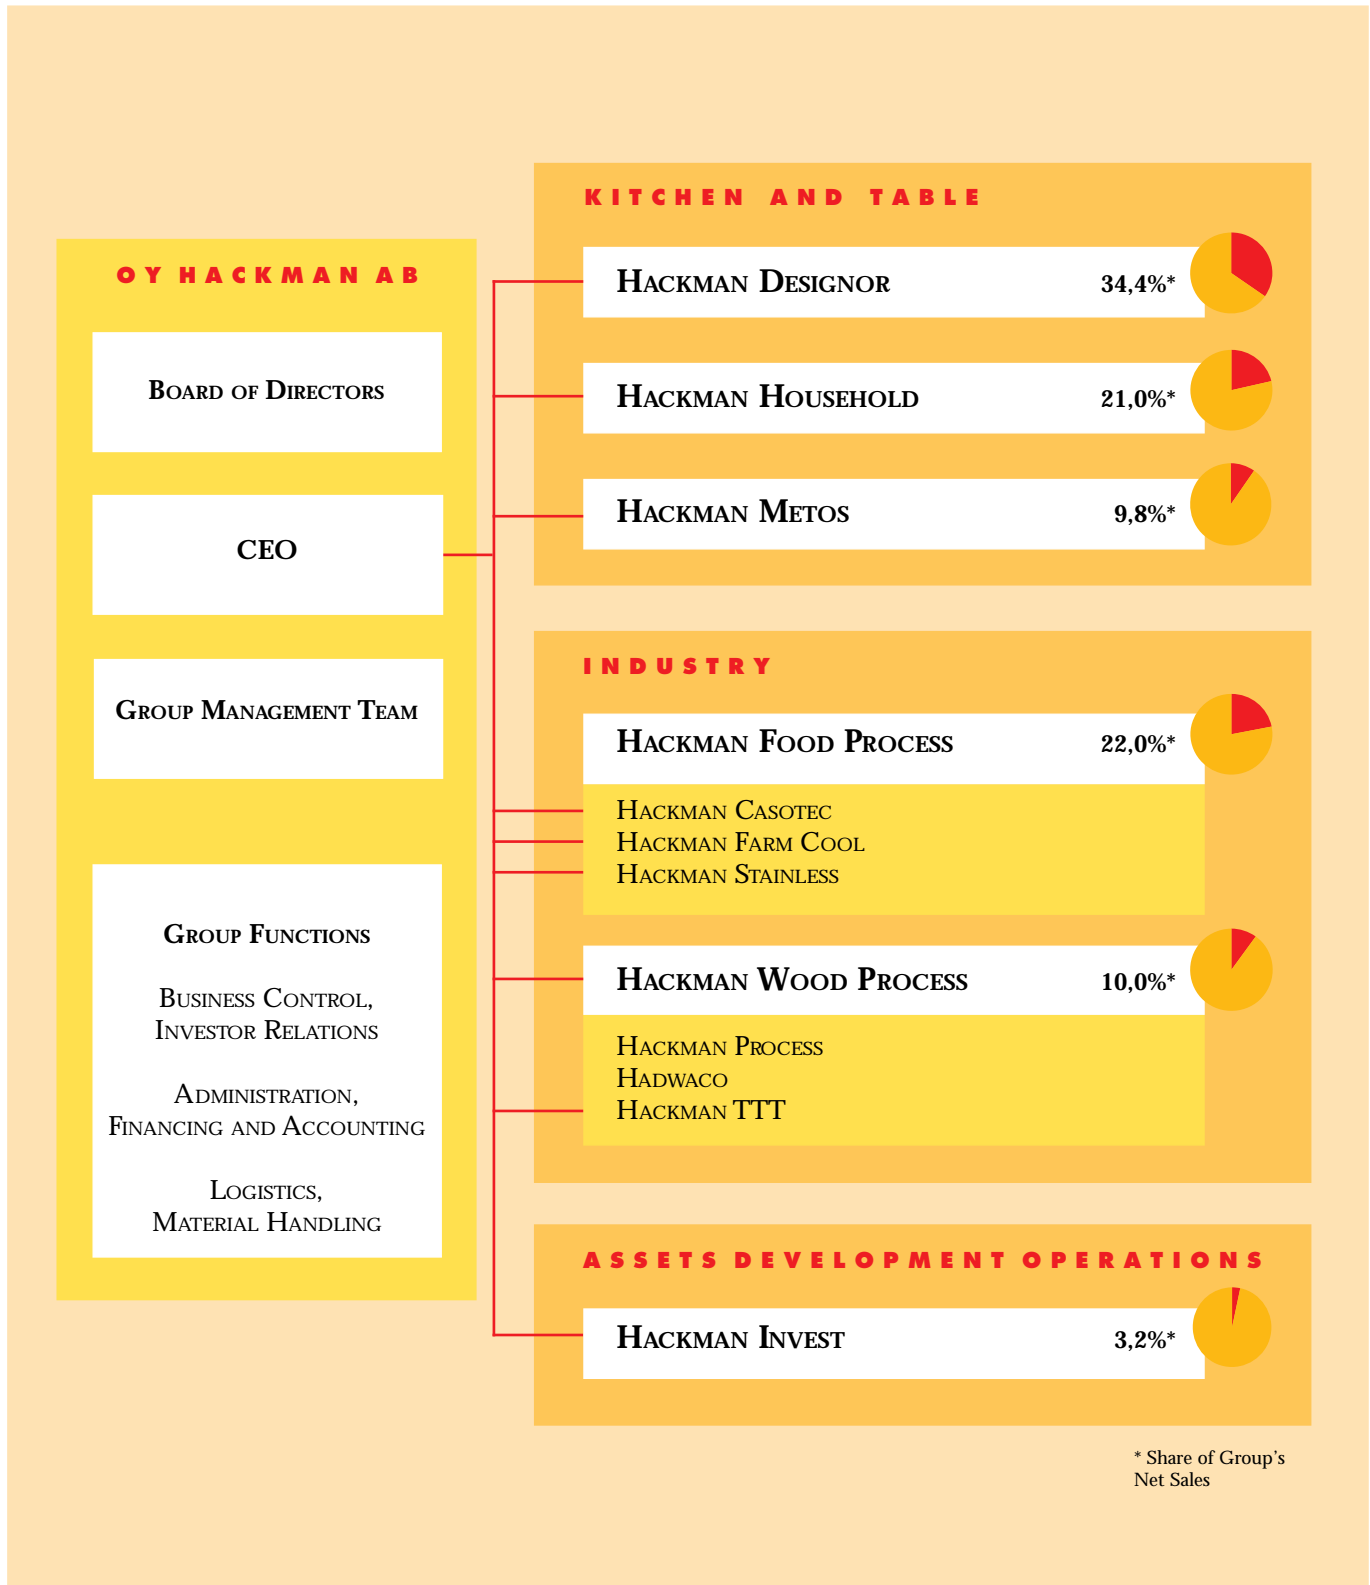 OY HACKMAN AB
BOARD OF DIRECTORS
CEO
GROUP MANAGEMENT TEAM
GROUP FUNCTIONS
BUSINESS CONTROL,
INVESTOR RELATIONS
ADMINISTRATION,
FINANCING AND ACCOUNTING
LOGISTICS,
MATERIAL HANDLING
KITCHEN AND TABLE
HACKMAN DESIGNOR 34,4%*
HACKMAN HOUSEHOLD 21,0%*
HACKMAN METOS 9,8%*
INDUSTRY
HACKMAN FOOD PROCESS 22,0%*
HACKMAN CASOTEC
HACKMAN FARM COOL
HACKMAN STAINLESS
HACKMAN WOOD PROCESS 10,0%*
HACKMAN PROCESS
HADWACO
HACKMAN TTT
ASSETS DEVELOPMENT OPERATIONS
HACKMAN INVEST 3,2%*
* Share of Group's
Net Sales